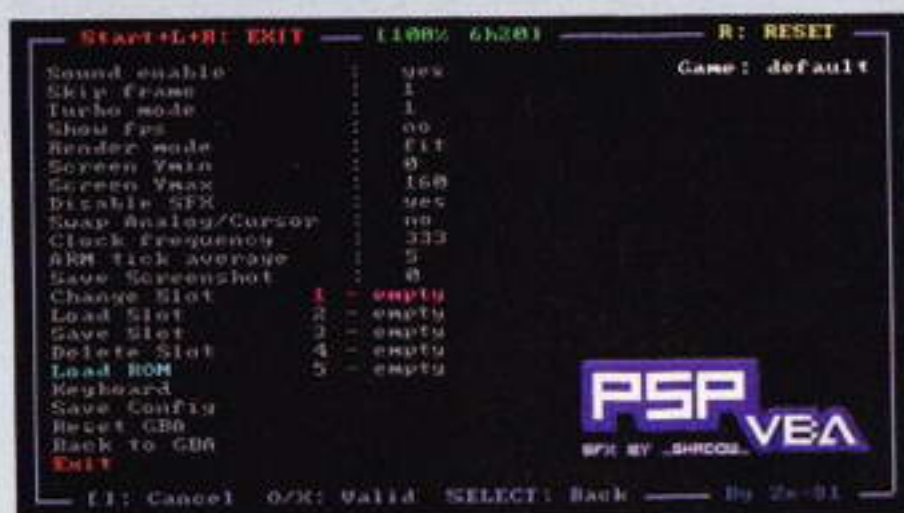 Start+L+R: EXIT [100% 6h30] R: RESET
Game: default
Sound enable : yes
Skip frame : 1
Turbo mode : 1
Show fps : no
Render mode : fit
Screen Ymin : 0
Screen Ymax : 160
Disable SFX : yes
Swap Analog/Cursor : no
Clock frequency : 333
ARM tick average : 5
Save Screenshot : 0
Change Slot 1 - empty
Load Slot 2 - empty
Save Slot 3 - empty
Delete Slot 4 - empty
Load ROM 5 - empty
Keyboard
Save Config
Reset GBA
Back to GBA
Exit
PSP VBA
GFX BY ..SHADOW..
[]: Cancel O/X: Valid SELECT: Back By Zx-81